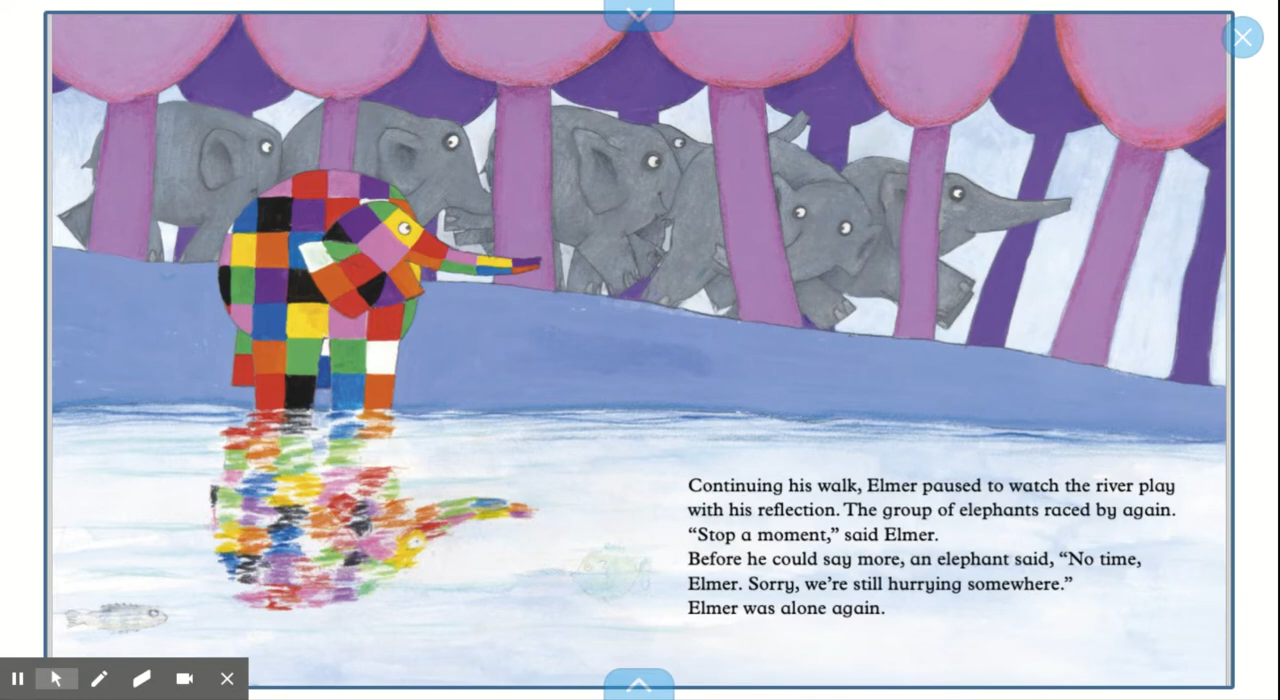 Continuing his walk, Elmer paused to watch the river play
with his reflection. The group of elephants raced by again.
“Stop a moment,” said Elmer.
Before he could say more, an elephant said, “No time,
Elmer. Sorry, we’re still hurrying somewhere.”
Elmer was alone again.